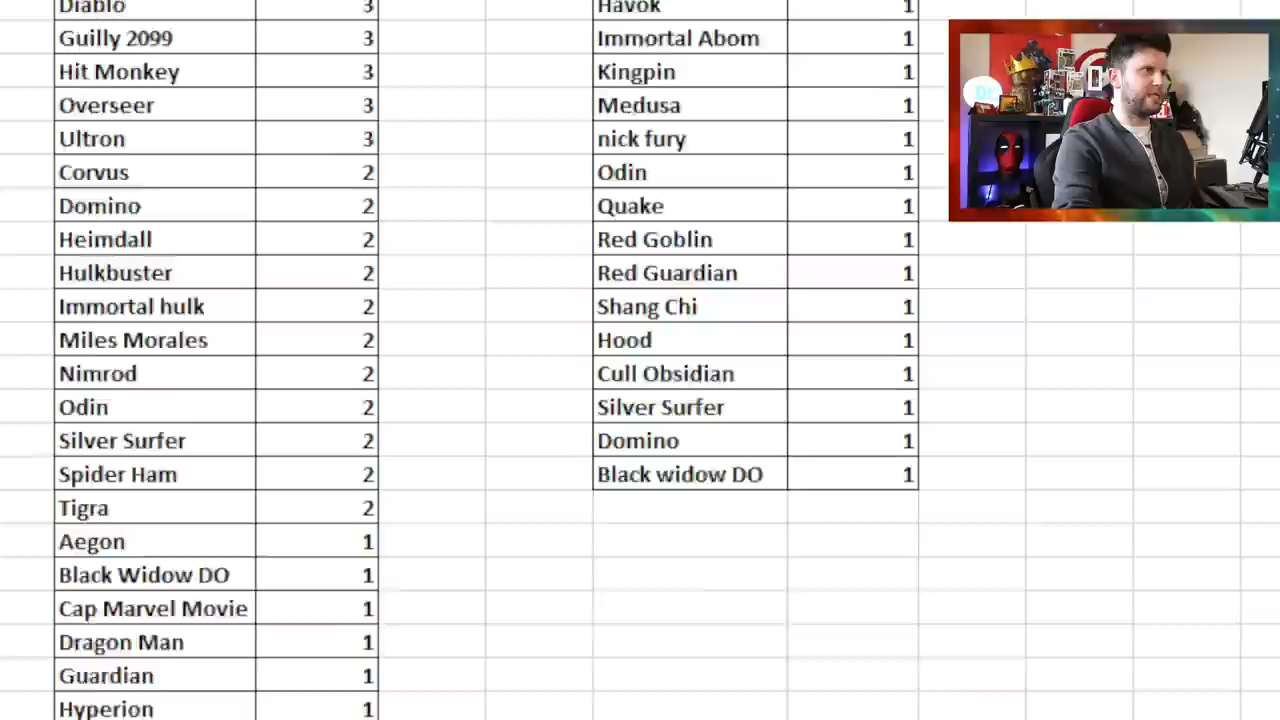 Diablo 3
Guilly 2099 3
Hit Monkey 3
Overseer 3
Ultron 3
Corvus 2
Domino 2
Heimdall 2
Hulkbuster 2
Immortal hulk 2
Miles Morales 2
Nimrod 2
Odin 2
Silver Surfer 2
Spider Ham 2
Tigra 2
Aegon 1
Black Widow DO 1
Cap Marvel Movie 1
Dragon Man 1
Guardian 1
Hyperion 1
Havok 1
Immortal Abom 1
Kingpin 1
Medusa 1
nick fury 1
Odin 1
Quake 1
Red Goblin 1
Red Guardian 1
Shang Chi 1
Hood 1
Cull Obsidian 1
Silver Surfer 1
Domino 1
Black widow DO 1